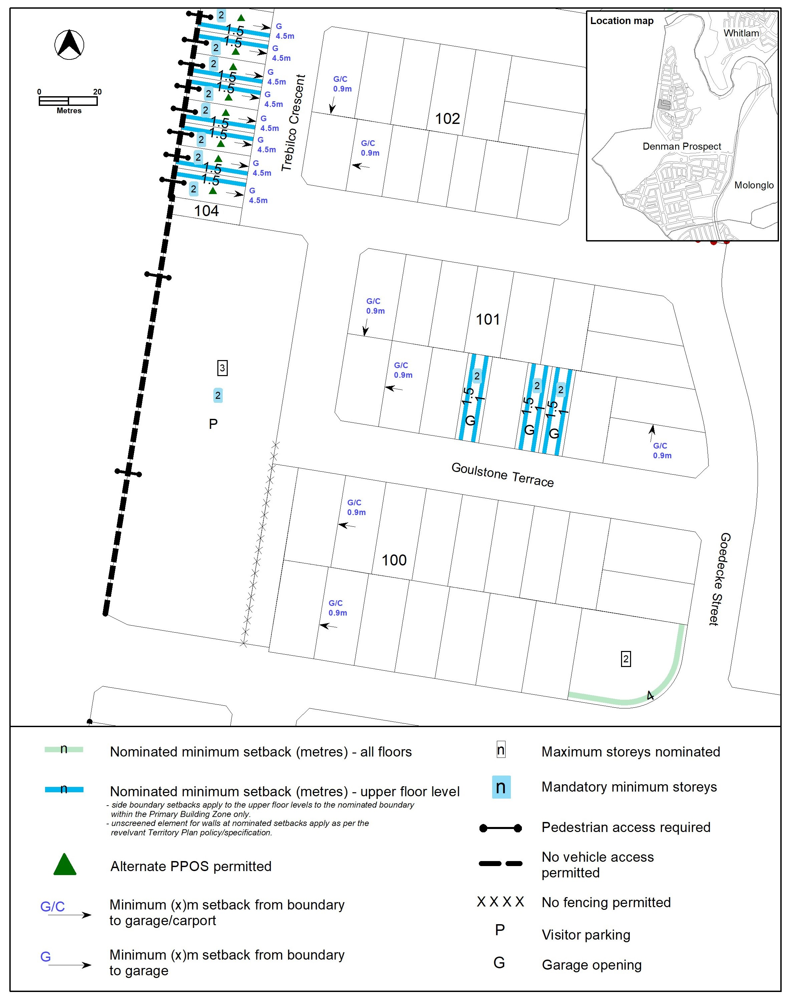 2
G
4.5m
1.5
1.5
G
4.5m
2
2
G
4.5m
1.5
1.5
G
4.5m
2
2
G
4.5m
1.5
1.5
G
4.5m
2
2
G
4.5m
1.5
1.5
G
4.5m
2
104
0 20
Metres
Trebilco Crescent
G/C
0.9m
102
G/C
0.9m
Location map
Whitlam
Denman Prospect
Molonglo
G/C
0.9m
101
G/C
0.9m
2
1.5
1
G
2
1.5
1
G
2
1.5
1
G
G/C
0.9m
3
2
P
Goulstone Terrace
G/C
0.9m
100
G/C
0.9m
Goedecke Street
2
4
n Nominated minimum setback (metres) - all floors
n Nominated minimum setback (metres) - upper floor level
- side boundary setbacks apply to the upper floor levels to the nominated boundary
within the Primary Building Zone only.
- unscreened element for walls at nominated setbacks apply as per the
revelvant Territory Plan policy/specification.
Alternate PPOS permitted
G/C Minimum (x)m setback from boundary
to garage/carport
G Minimum (x)m setback from boundary
to garage
n Maximum storeys nominated
n Mandatory minimum storeys
Pedestrian access required
No vehicle access
permitted
X X X X No fencing permitted
P Visitor parking
G Garage opening